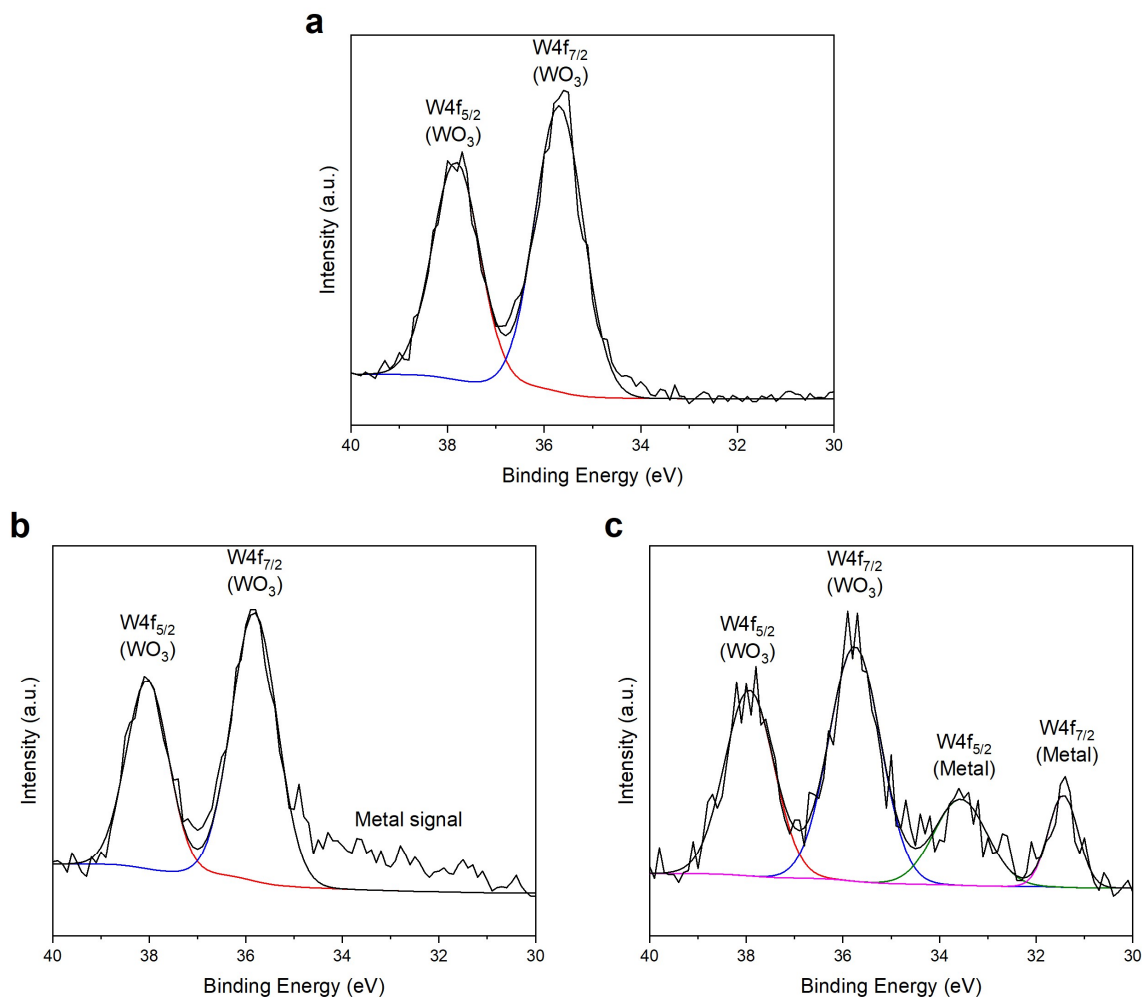 a
W4f7/2
(WO3)
W4f5/2
(WO3)
Intensity (a.u.)
40 38 36 34 32 30
Binding Energy (eV)
b
W4f7/2
(WO3)
W4f5/2
(WO3)
Metal signal
Intensity (a.u.)
40 38 36 34 32 30
Binding Energy (eV)
c
W4f7/2
(WO3)
W4f5/2
(WO3)
W4f5/2
(Metal)
W4f7/2
(Metal)
Intensity (a.u.)
40 38 36 34 32 30
Binding Energy (eV)